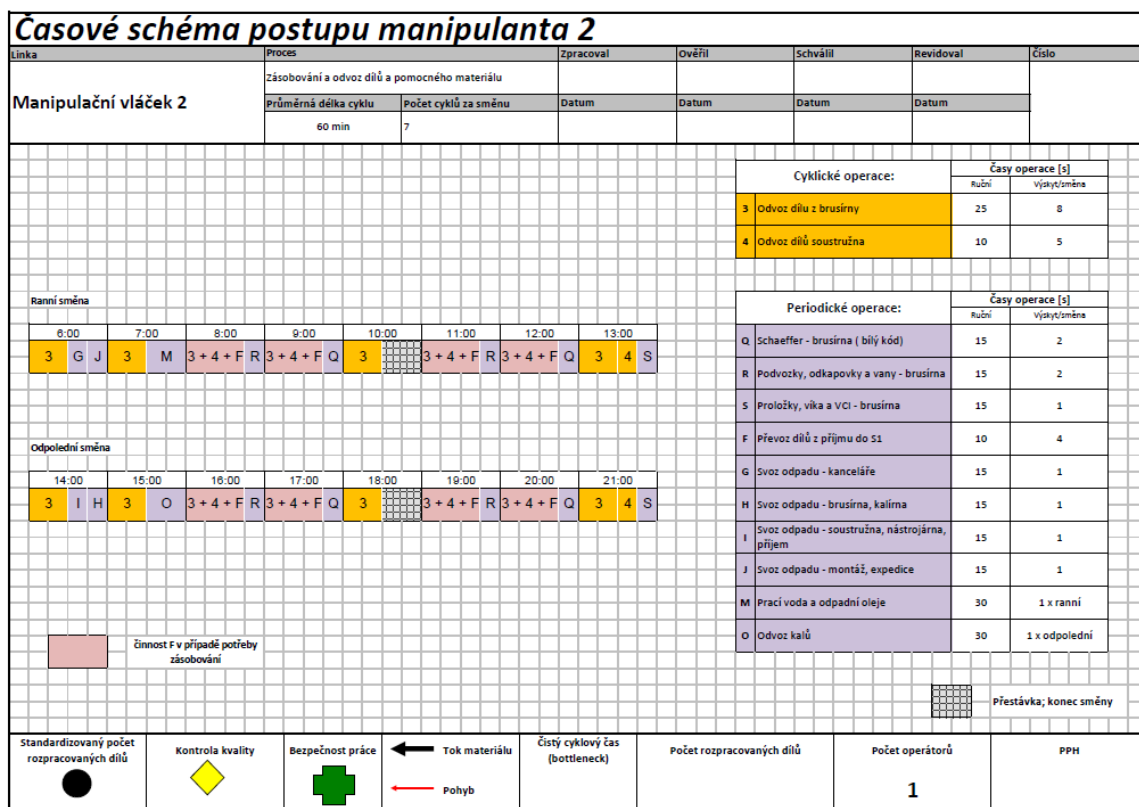 Časové schéma postupu manipulanta 2
Linka Proces Zpracoval Ověřil Schválil Revidoval Číslo
Zásobování a odvoz dílů a pomocného materiálu
Manipulační vláček 2
Průměrná délka cyklu Počet cyklů za směnu Datum Datum Datum Datum
60 min 7
Cyklické operace: Časy operace [s]
Ruční Výskyt/směna
3 Odvoz dílu z brusírny 25 8
4 Odvoz dílů soustružna 10 5
Ranní směna
6:00 7:00 8:00 9:00 10:00 11:00 12:00 13:00
3 G J 3 M 3 + 4 + F R 3 + 4 + F Q 3 3 + 4 + F R 3 + 4 + F Q 3 4 S
Odpolední směna
14:00 15:00 16:00 17:00 18:00 19:00 20:00 21:00
3 I H 3 O 3 + 4 + F R 3 + 4 + F Q 3 3 + 4 + F R 3 + 4 + F Q 3 4 S
Periodické operace: Časy operace [s]
Ruční Výskyt/směna
Q Schaeffer - brusírna ( bílý kód) 15 2
R Podvozky, odkapovky a vany - brusírna 15 2
S Proložky, víka a VCI - brusírna 15 1
F Převoz dílů z příjmu do S1 10 4
G Svoz odpadu - kanceláře 15 1
H Svoz odpadu - brusírna, kalírna 15 1
I Svoz odpadu - soustružna, nástrojárna,
příjem 15 1
J Svoz odpadu - montáž, expedice 15 1
M Prací voda a odpadní oleje 30 1 x ranní
O Odvoz kalů 30 1 x odpolední
činnost F v případě potřeby
zásobování
Přestávka; konec směny
Standardizovaný počet
rozpracovaných dílů
Kontrola kvality
Bezpečnost práce
Tok materiálu
Pohyb
Čistý cyklový čas
(bottleneck)
Počet rozpracovaných dílů
Počet operátorů
1
PPH